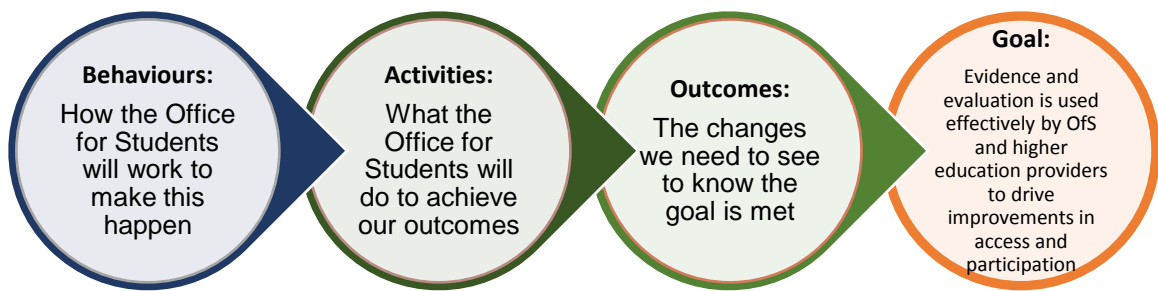 Behaviours:
How the Office
for Students
will work to
make this
happen
Activities:
What the
Office for
Students will
do to achieve
our outcomes
Outcomes:
The changes
we need to see
to know the
goal is met
Goal:
Evidence and
evaluation is used
effectively by OfS
and higher
education providers
to drive
improvements in
access and
participation